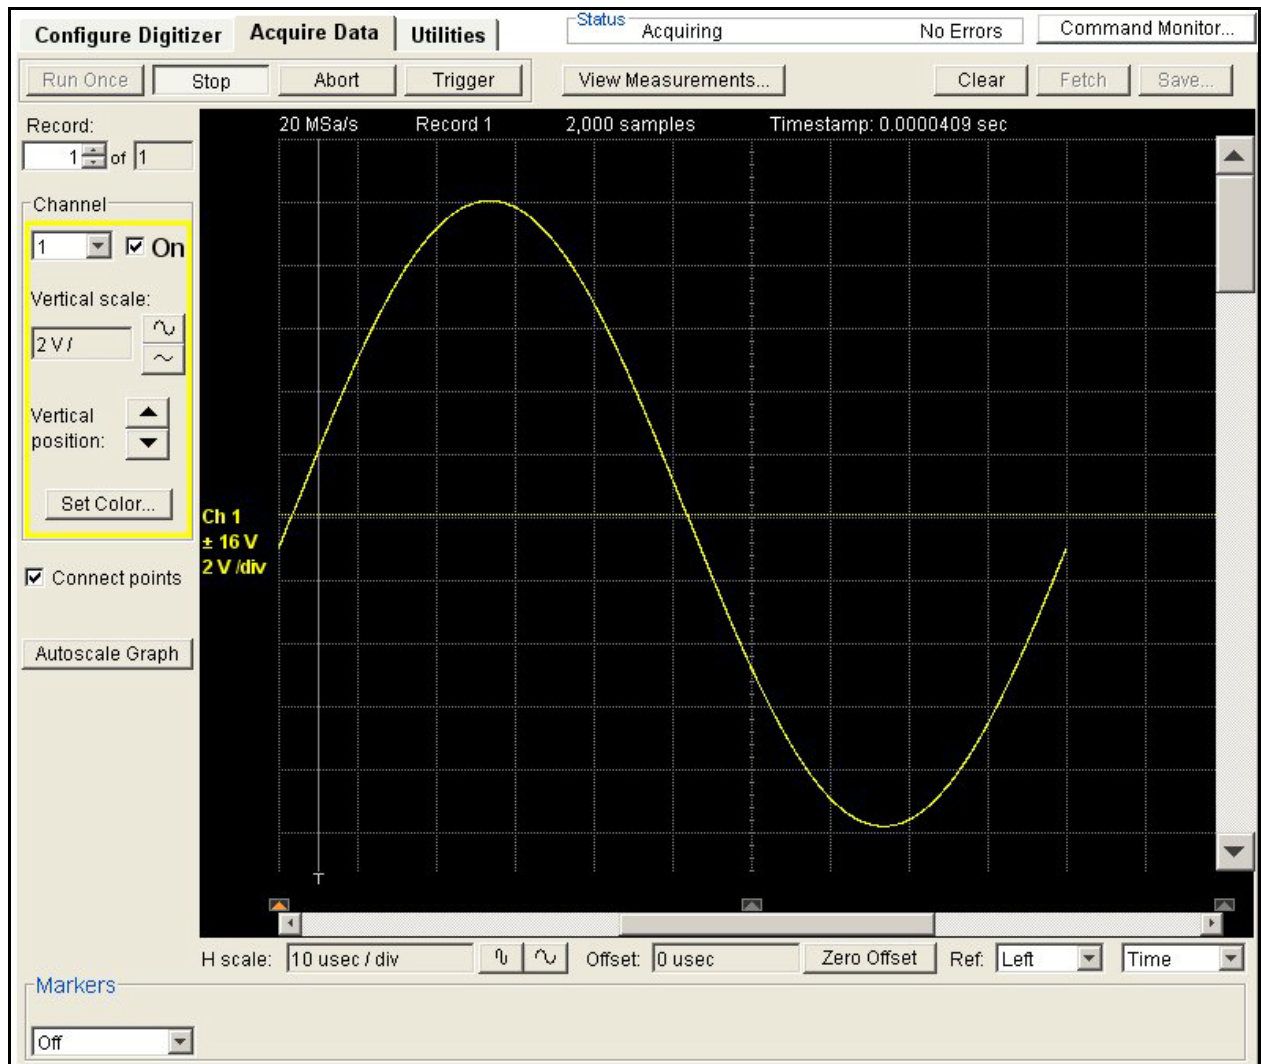 Configure Digitizer Acquire Data Utilities Status Acquiring No Errors Command Monitor...
Run Once Stop Abort Trigger View Measurements... Clear Fetch Save...
Record: 20 MSa/s Record 1 2,000 samples Timestamp: 0.0000409 sec
1 of 1
Channel
1 On
Vertical scale:
2 V /
Vertical
position:
Set Color...
Ch 1
± 16 V
2 V /div
Connect points
Autoscale Graph
T
H scale: 10 usec / div Offset: 0 usec Zero Offset Ref: Left Time
Markers
Off